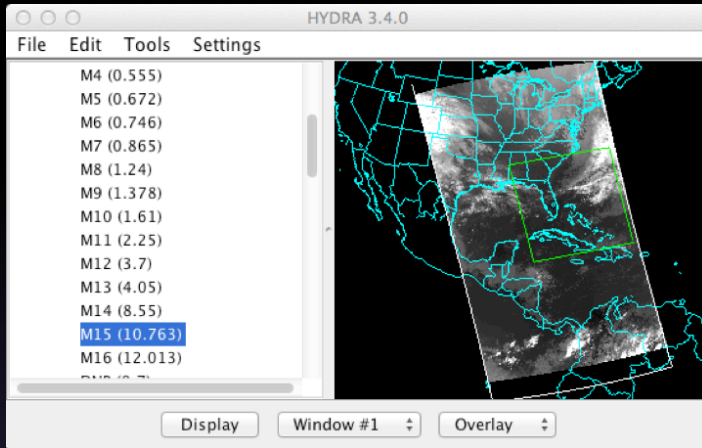 HYDRA 3.4.0
File Edit Tools Settings
M4 (0.555)
M5 (0.672)
M6 (0.746)
M7 (0.865)
M8 (1.24)
M9 (1.378)
M10 (1.61)
M11 (2.25)
M12 (3.7)
M13 (4.05)
M14 (8.55)
M15 (10.763)
M16 (12.013)
Display Window #1 Overlay